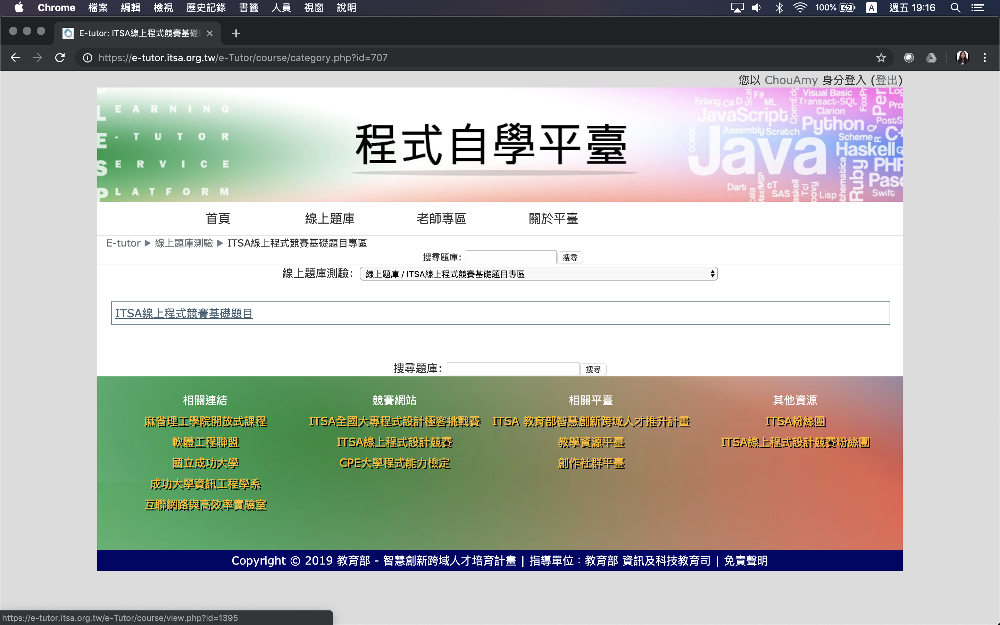 Chrome 檔案 編輯 檢視 歷史記錄 書籤 人員 視窗 說明 100% A 週五 19:16
E-tutor: ITSA線上程式競賽基礎
https://e-tutor.itsa.org.tw/e-Tutor/course/category.php?id=707
您以 ChouAmy 身分登入 (登出)
LEARNING
E-TUTOR
SERVICE
PLATFORM
程式自學平臺
Erlang C# D Scala F# ML Visual Basic
Transact-SQL
JavaScript Clarion
Python
Assembly Scratch
COBOL Java Scheme R
Haskell
Ruby
Dart Max/MSP cT SAS Tcl Lisp Swift
首頁 線上題庫 老師專區 關於平臺
E-tutor ▶ 線上題庫測驗 ▶ ITSA線上程式競賽基礎題目專區
搜尋題庫: 搜尋
線上題庫測驗: 線上題庫 / ITSA線上程式競賽基礎題目專區
ITSA線上程式競賽基礎題目
搜尋題庫: 搜尋
相關連結
麻省理工學院開放式課程
軟體工程聯盟
國立成功大學
成功大學資訊工程學系
互聯網路與高效率實驗室
競賽網站
ITSA全國大專程式設計極客挑戰賽
ITSA線上程式設計競賽
CPE大學程式能力檢定
相關平臺
ITSA 教育部智慧創新跨域人才推升計畫
教學資源平臺
創作社群平臺
其他資源
ITSA粉絲團
ITSA線上程式設計競賽粉絲團
Copyright © 2019 教育部 - 智慧創新跨域人才培育計畫 | 指導單位：教育部 資訊及科技教育司 | 免責聲明
https://e-tutor.itsa.org.tw/e-Tutor/course/view.php?id=1395